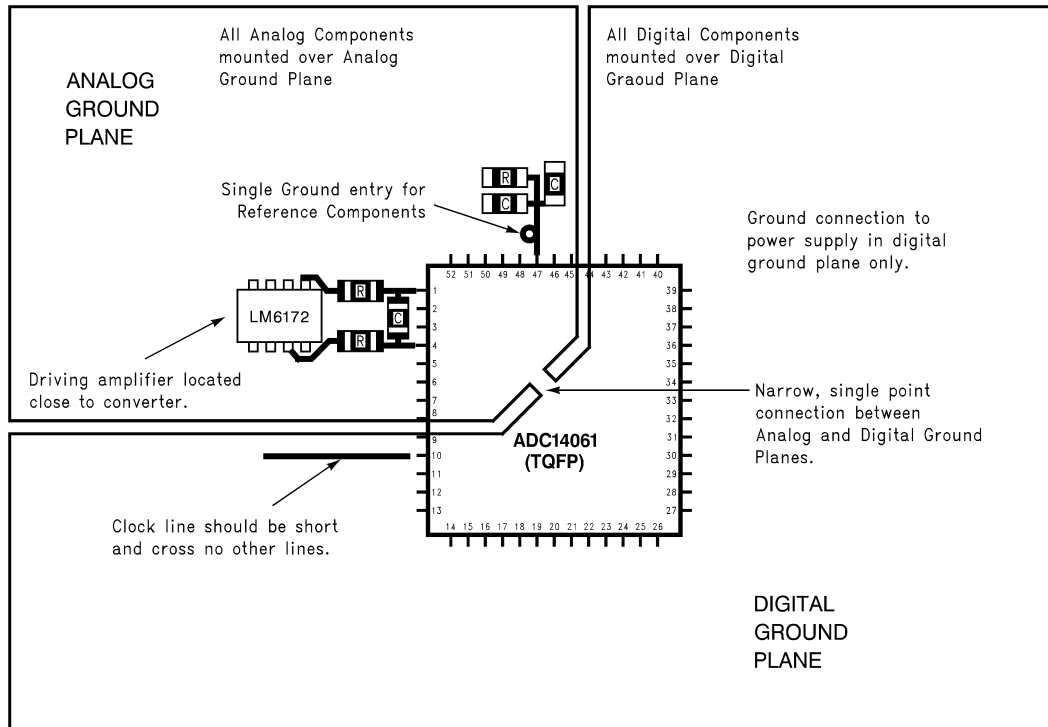 All Analog Components
mounted over Analog
Ground Plane
All Digital Components
mounted over Digital
Graoud Plane
ANALOG
GROUND
PLANE
Single Ground entry for
Reference Components
R
C
C
Ground connection to
power supply in digital
ground plane only.
52 51 50 49 48 47 46 45 44 43 42 41 40
LM6172
R
C
R
1
2
3
4
5
6
7
8
9
10
11
12
13
39
38
37
36
35
34
33
32
31
30
29
28
27
Driving amplifier located
close to converter.
Narrow, single point
connection between
Analog and Digital Ground
Planes.
ADC14061
(TQFP)
Clock line should be short
and cross no other lines.
14 15 16 17 18 19 20 21 22 23 24 25 26
DIGITAL
GROUND
PLANE